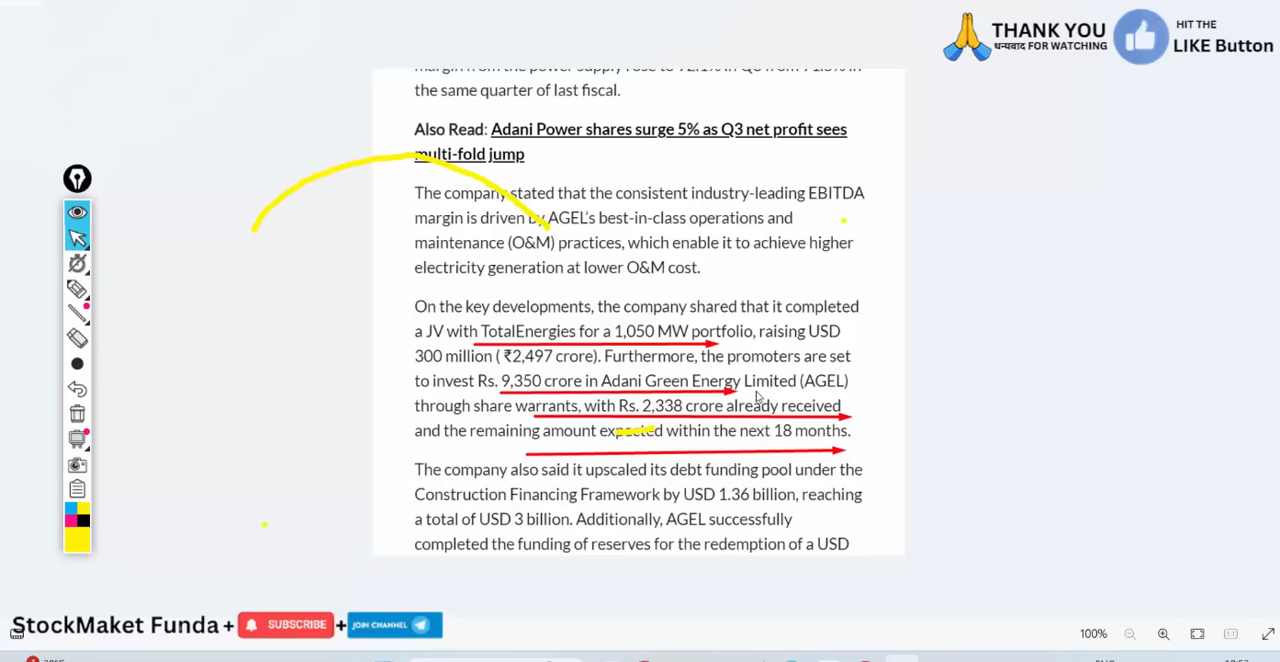 THANK YOU
धन्यवाद FOR WATCHING
HIT THE
LIKE Button
the same quarter of last fiscal.
Also Read: Adani Power shares surge 5% as Q3 net profit sees
multi-fold jump
The company stated that the consistent industry-leading EBITDA
margin is driven by AGEL's best-in-class operations and
maintenance (O&M) practices, which enable it to achieve higher
electricity generation at lower O&M cost.
On the key developments, the company shared that it completed
a JV with TotalEnergies for a 1,050 MW portfolio, raising USD
300 million ( ₹2,497 crore). Furthermore, the promoters are set
to invest Rs. 9,350 crore in Adani Green Energy Limited (AGEL)
through share warrants, with Rs. 2,338 crore already received
and the remaining amount expected within the next 18 months.
The company also said it upscaled its debt funding pool under the
Construction Financing Framework by USD 1.36 billion, reaching
a total of USD 3 billion. Additionally, AGEL successfully
completed the funding of reserves for the redemption of a USD
StockMaket Funda + SUBSCRIBE + JOIN CHANNEL
100%